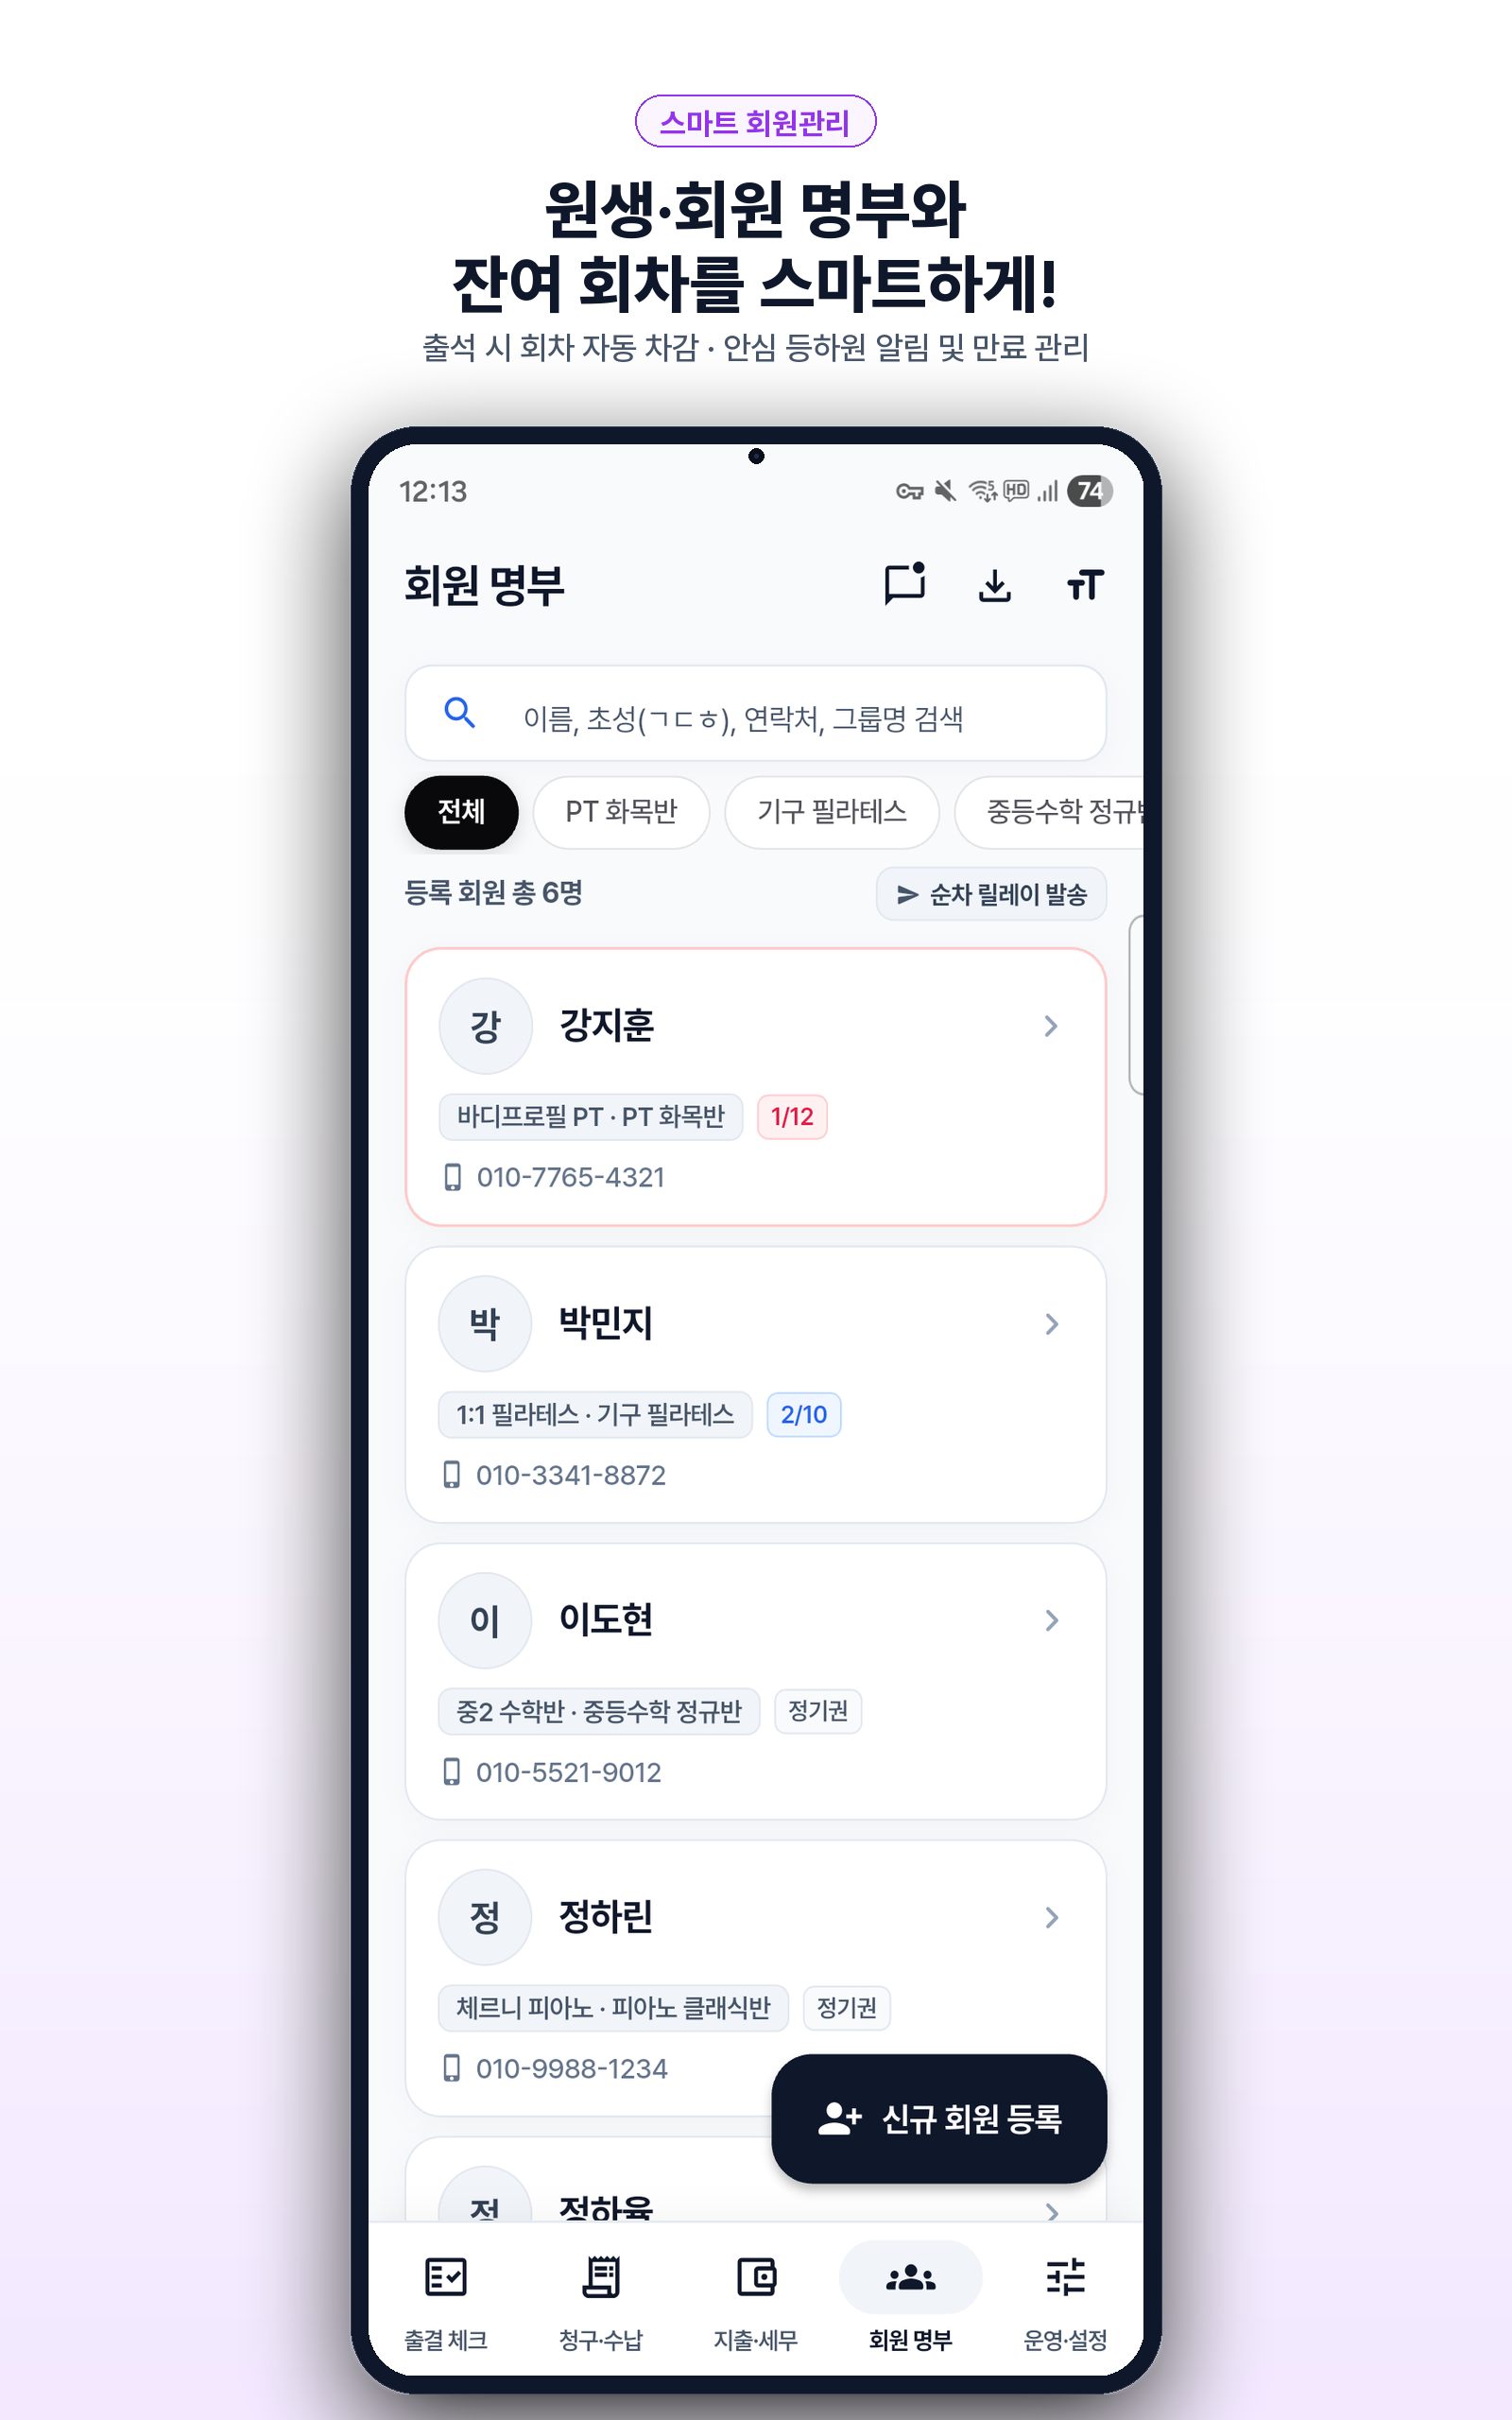 스마트 회원관리
원생·회원 명부와
잔여 회차를 스마트하게!
출석 시 회차 자동 차감 · 안심 등하원 알림 및 만료 관리
12:13
5 HD 74
회원 명부
이름, 초성(ㄱㄷㅎ), 연락처, 그룹명 검색
전체 PT 화목반 기구 필라테스 중등수학
등록 회원 총 6명 순차 릴레이 발송
강 강지훈
바디프로필 PT · PT 화목반 1/12
010-7765-4321
박 박민지
1:1 필라테스 · 기구 필라테스 2/10
010-3341-8872
이 이도현
중2 수학반 · 중등수학 정규반 정기권
010-5521-9012
정 정하린
체르니 피아노 · 피아노 클래식반 정기권
010-9988-1234
신규 회원 등록
출결 체크 청구·수납 지출·세무 회원 명부 운영·설정